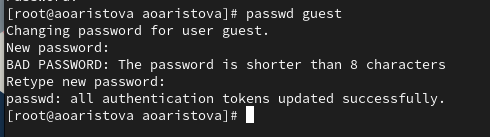 [root@aoaristova aoaristova]# passwd guest
Changing password for user guest.
New password:
BAD PASSWORD: The password is shorter than 8 characters
Retype new password:
passwd: all authentication tokens updated successfully.
[root@aoaristova aoaristova]#